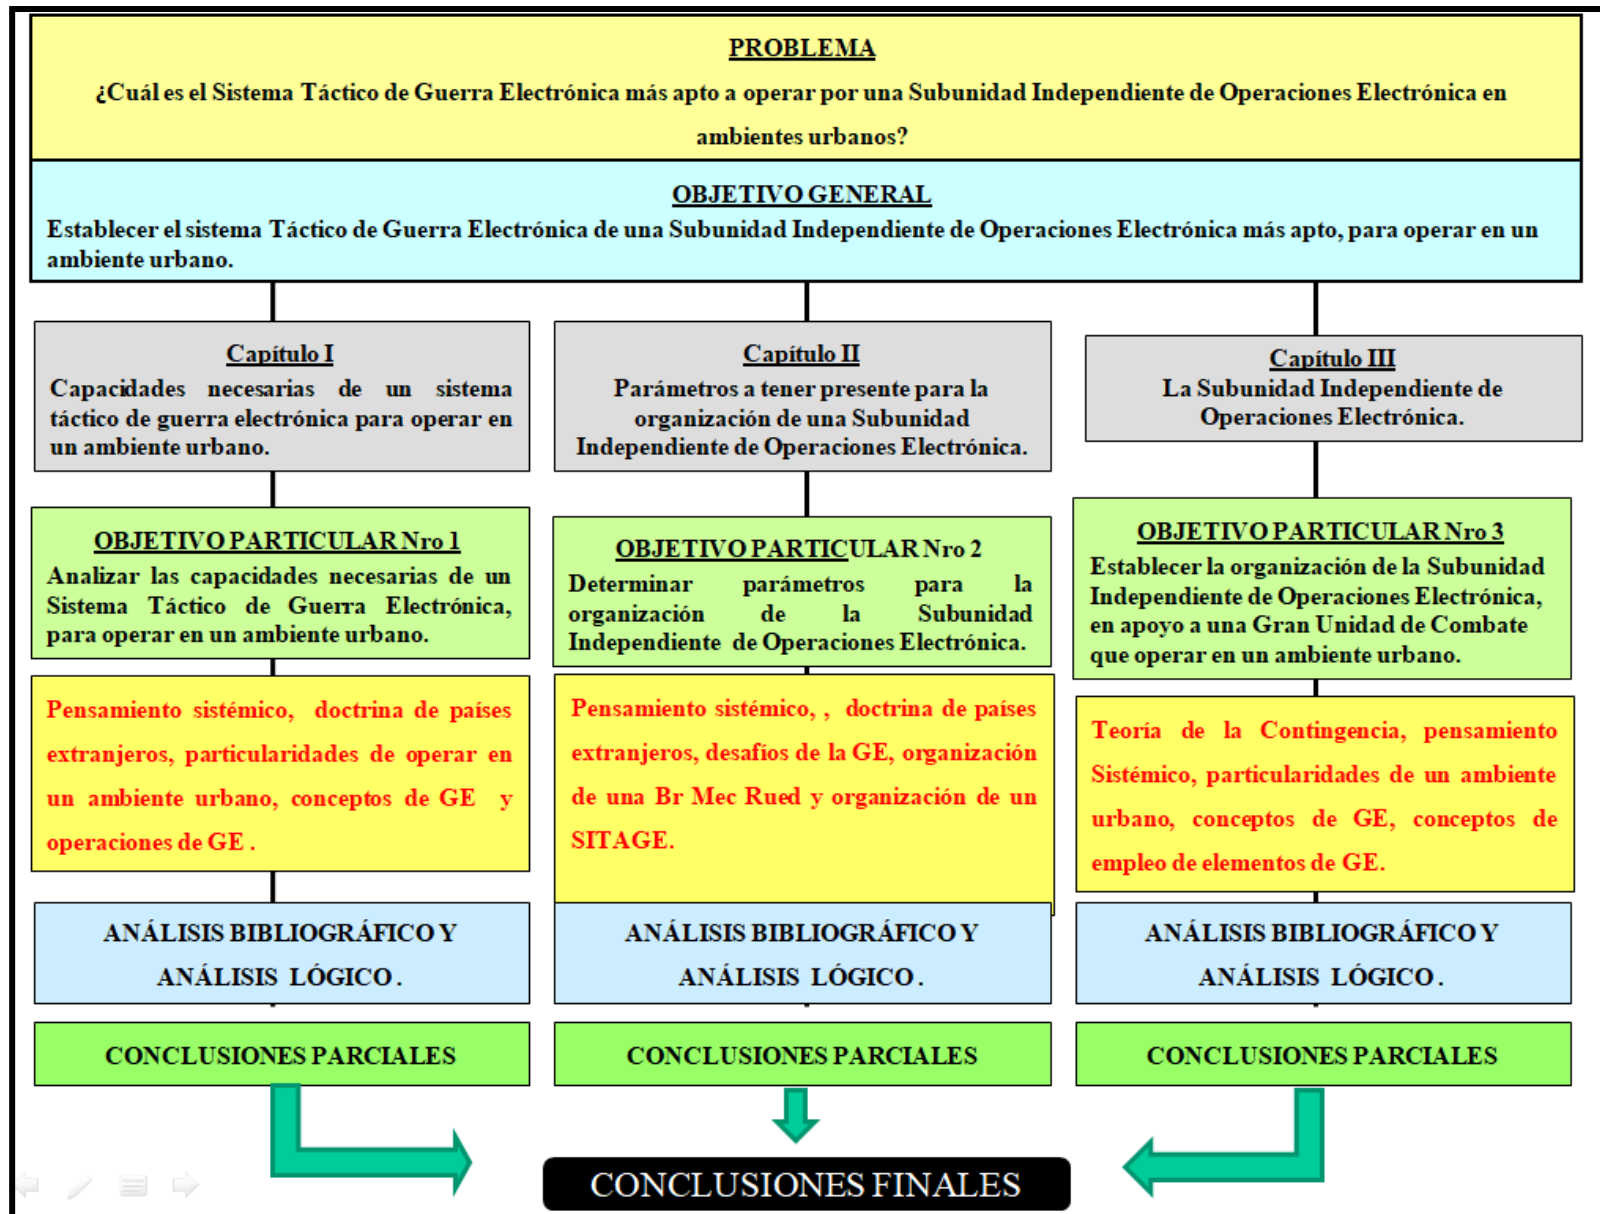 PROBLEMA
¿Cuál es el Sistema Táctico de Guerra Electrónica más apto a operar por una Subunidad Independiente de Operaciones Electrónica en
ambientes urbanos?
OBJETIVO GENERAL
Establecer el sistema Táctico de Guerra Electrónica de una Subunidad Independiente de Operaciones Electrónica más apto, para operar en un
ambiente urbano.
Capítulo I
Capacidades necesarias de un sistema
táctico de guerra electrónica para operar en
un ambiente urbano.
OBJETIVO PARTICULAR Nro 1
Analizar las capacidades necesarias de un
Sistema Táctico de Guerra Electrónica,
para operar en un ambiente urbano.
Pensamiento sistémico, doctrina de países
extranjeros, particularidades de operar en
un ambiente urbano, conceptos de GE y
operaciones de GE .
ANÁLISIS BIBLIOGRÁFICO Y
ANÁLISIS LÓGICO .
CONCLUSIONES PARCIALES
Capítulo II
Parámetros a tener presente para la
organización de una Subunidad
Independiente de Operaciones Electrónica.
OBJETIVO PARTICULAR Nro 2
Determinar parámetros para la
organización de la Subunidad
Independiente de Operaciones Electrónica.
Pensamiento sistémico, , doctrina de países
extranjeros, desafíos de la GE, organización
de una Br Mec Rued y organización de un
SITAGE.
ANÁLISIS BIBLIOGRÁFICO Y
ANÁLISIS LÓGICO .
CONCLUSIONES PARCIALES
Capítulo III
La Subunidad Independiente de
Operaciones Electrónica.
OBJETIVO PARTICULAR Nro 3
Establecer la organización de la Subunidad
Independiente de Operaciones Electrónica,
en apoyo a una Gran Unidad de Combate
que operar en un ambiente urbano.
Teoría de la Contingencia, pensamiento
Sistémico, particularidades de un ambiente
urbano, conceptos de GE, conceptos de
empleo de elementos de GE.
ANÁLISIS BIBLIOGRÁFICO Y
ANÁLISIS LÓGICO .
CONCLUSIONES PARCIALES
CONCLUSIONES FINALES